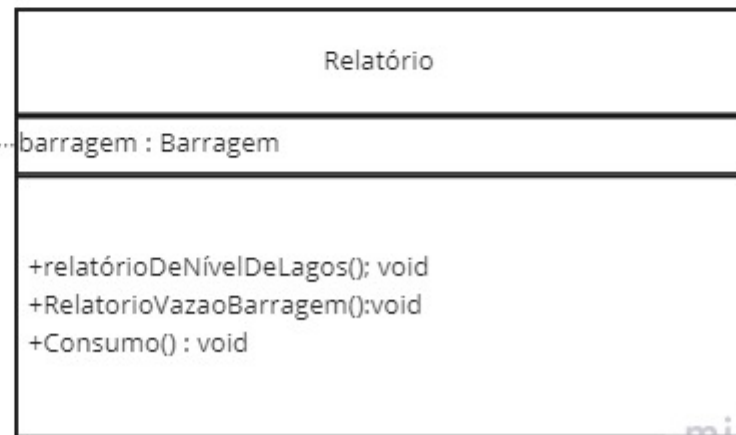 Relatório
barragem : Barragem
+relatórioDeNívelDeLagos(); void
+RelatorioVazaoBarragem():void
+Consumo() : void